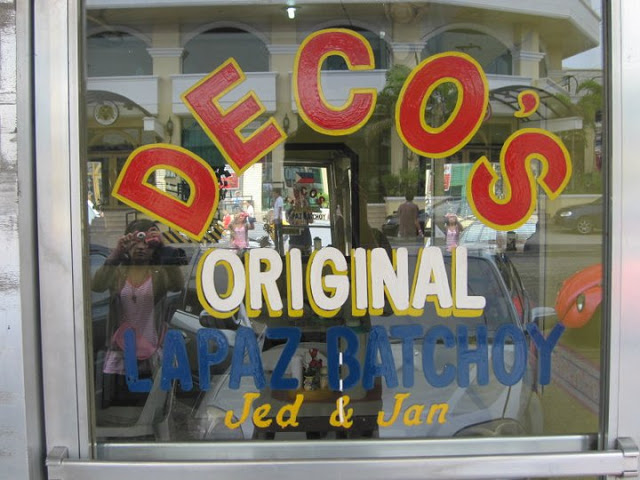 DECO'S
ORIGINAL
LAPAZ BATCHOY
Jed & Jan